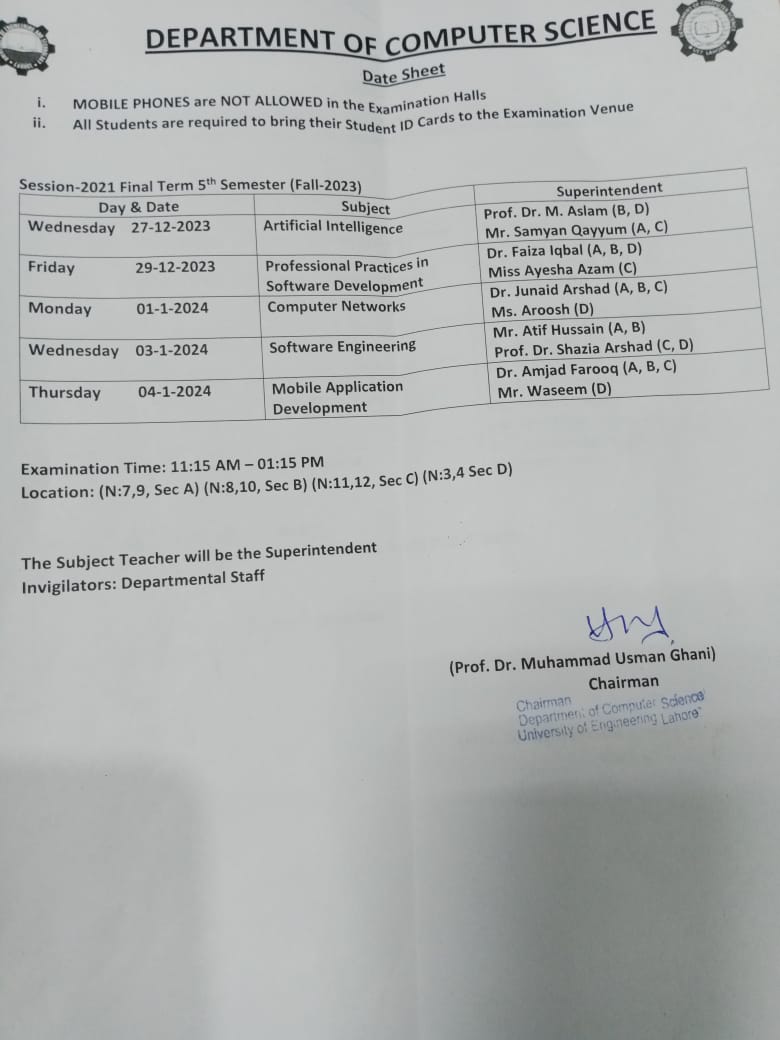 DEPARTMENT OF COMPUTER SCIENCE
Date Sheet
i. MOBILE PHONES are NOT ALLOWED in the Examination Halls
ii. All Students are required to bring their Student ID Cards to the Examination Venue
Session-2021 Final Term 5th Semester (Fall-2023)
Day & Date Subject Superintendent
Wednesday 27-12-2023 Artificial Intelligence Prof. Dr. M. Aslam (B, D)
Mr. Samyan Qayyum (A, C)
Friday 29-12-2023 Professional Practices in Dr. Faiza Iqbal (A, B, D)
Software Development Miss Ayesha Azam (C)
Monday 01-1-2024 Computer Networks Dr. Junaid Arshad (A, B, C)
Ms. Aroosh (D)
Wednesday 03-1-2024 Software Engineering Mr. Atif Hussain (A, B)
Prof. Dr. Shazia Arshad (C, D)
Thursday 04-1-2024 Mobile Application Dr. Amjad Farooq (A, B, C)
Development Mr. Waseem (D)
Examination Time: 11:15 AM – 01:15 PM
Location: (N:7,9, Sec A) (N:8,10, Sec B) (N:11,12, Sec C) (N:3,4 Sec D)
The Subject Teacher will be the Superintendent
Invigilators: Departmental Staff
(Prof. Dr. Muhammad Usman Ghani)
Chairman
Chairman
Department of Computer Science
University of Engineering Lahore